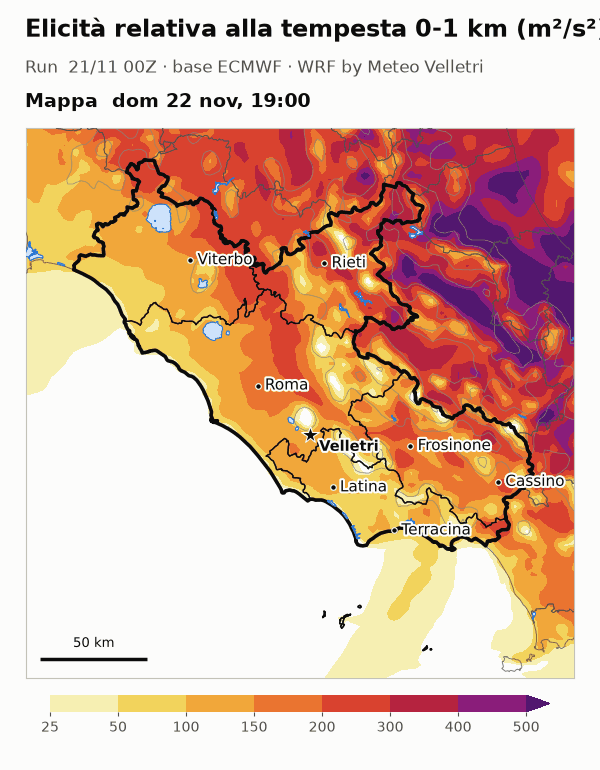 Elicità relativa alla tempesta 0-1 km (m²/s²)
Run  21/11 00Z · base ECMWF · WRF by Meteo Velletri
Mappa  dom 22 nov, 19:00
Viterbo
Rieti
Roma
Velletri
Frosinone
Latina
Cassino
Terracina
50 km
25 50 100 150 200 300 400 500